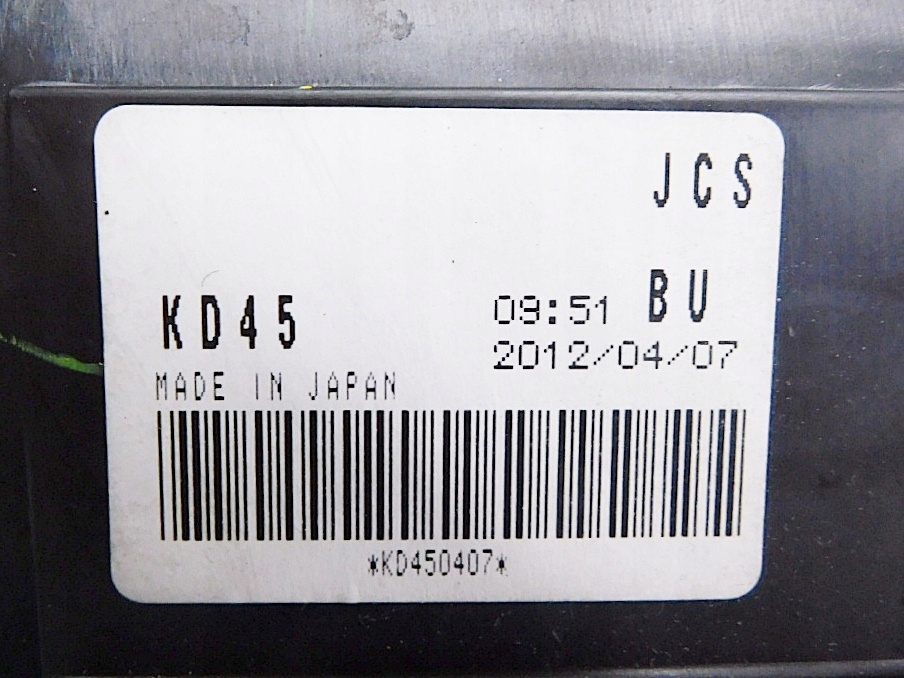 JCS
KD45 09:51 BU
2012/04/07
MADE IN JAPAN
*KD450407*